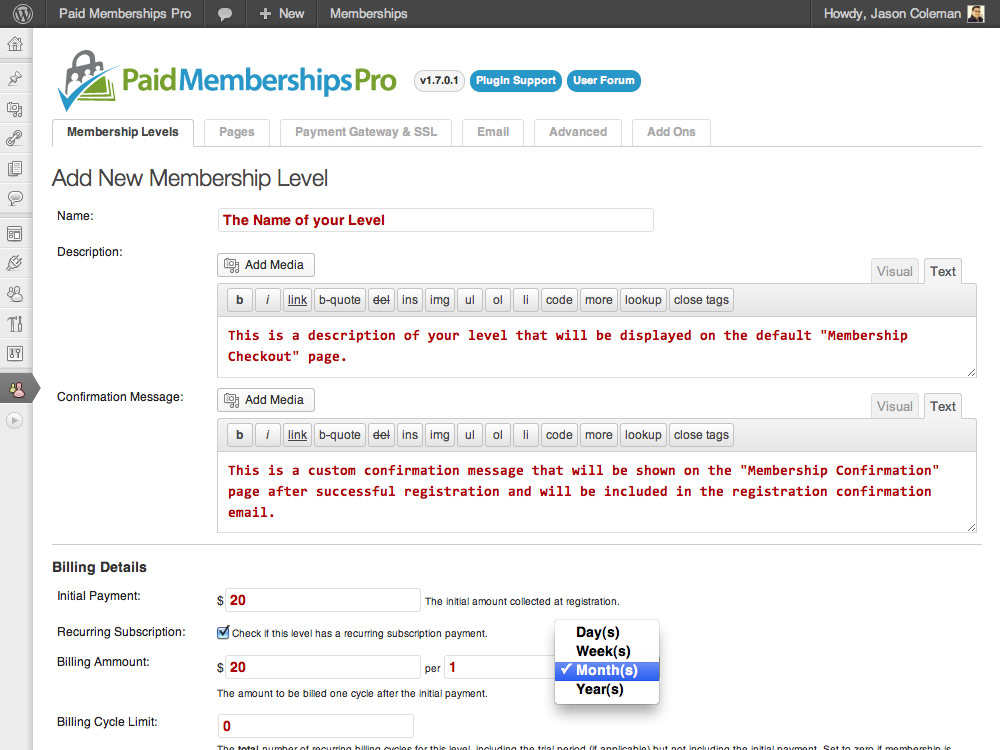 Paid Memberships Pro + New Memberships Howdy, Jason Coleman
PaidMembershipsPro v1.7.0.1 Plugin Support User Forum
Membership Levels Pages Payment Gateway & SSL Email Advanced Add Ons
Add New Membership Level
Name: The Name of your Level
Description:
Add Media Visual Text
b i link b-quote del ins img ul ol li code more lookup close tags
This is a description of your level that will be displayed on the default "Membership
Checkout" page.
Confirmation Message: Add Media Visual Text
b i link b-quote del ins img ul ol li code more lookup close tags
This is a custom confirmation message that will be shown on the "Membership Confirmation"
page after successful registration and will be included in the registration confirmation
email.
Billing Details
Initial Payment: $ 20 The initial amount collected at registration.
Recurring Subscription: Check if this level has a recurring subscription payment.
Billing Ammount: $ 20 per 1
Day(s)
Week(s)
✓ Month(s)
Year(s)
The amount to be billed one cycle after the initial payment.
Billing Cycle Limit: 0
The total number of recurring billing cycles for this level, including the trial period (if applicable) but not including the initial payment. Set to zero if membership is